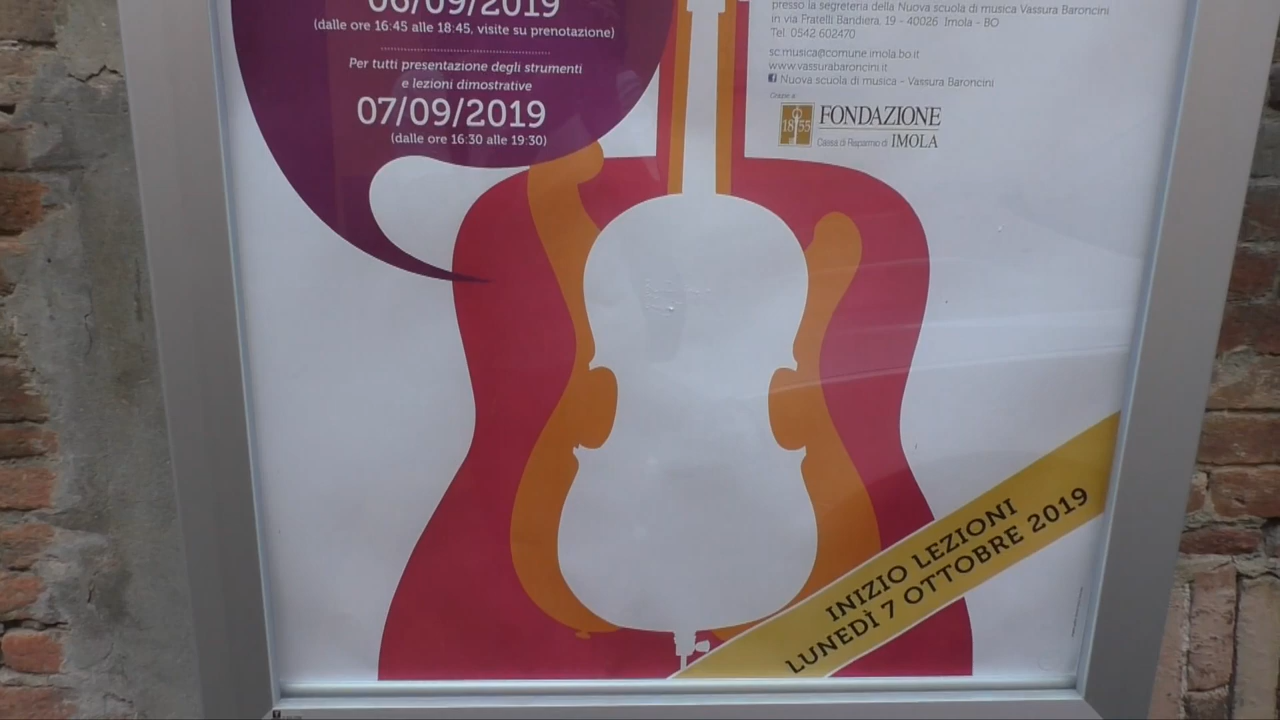 06/09/2019
(dalle ore 16:45 alle 18:45, visite su prenotazione)
Per tutti presentazione degli strumenti
e lezioni dimostrative
07/09/2019
(dalle ore 16:30 alle 19:30)
presso la segreteria della Nuova scuola di musica Vassura Baroncini
in via Fratelli Bandiera, 19 - 40026 Imola - BO
Tel. 0542 602470
sc.musica@comune.imola.bo.it
www.vassurabaroncini.it
Nuova scuola di musica - Vassura Baroncini
Grazie a
1855
FONDAZIONE
Cassa di Risparmio di IMOLA
INIZIO LEZIONI
LUNEDÌ 7 OTTOBRE 2019